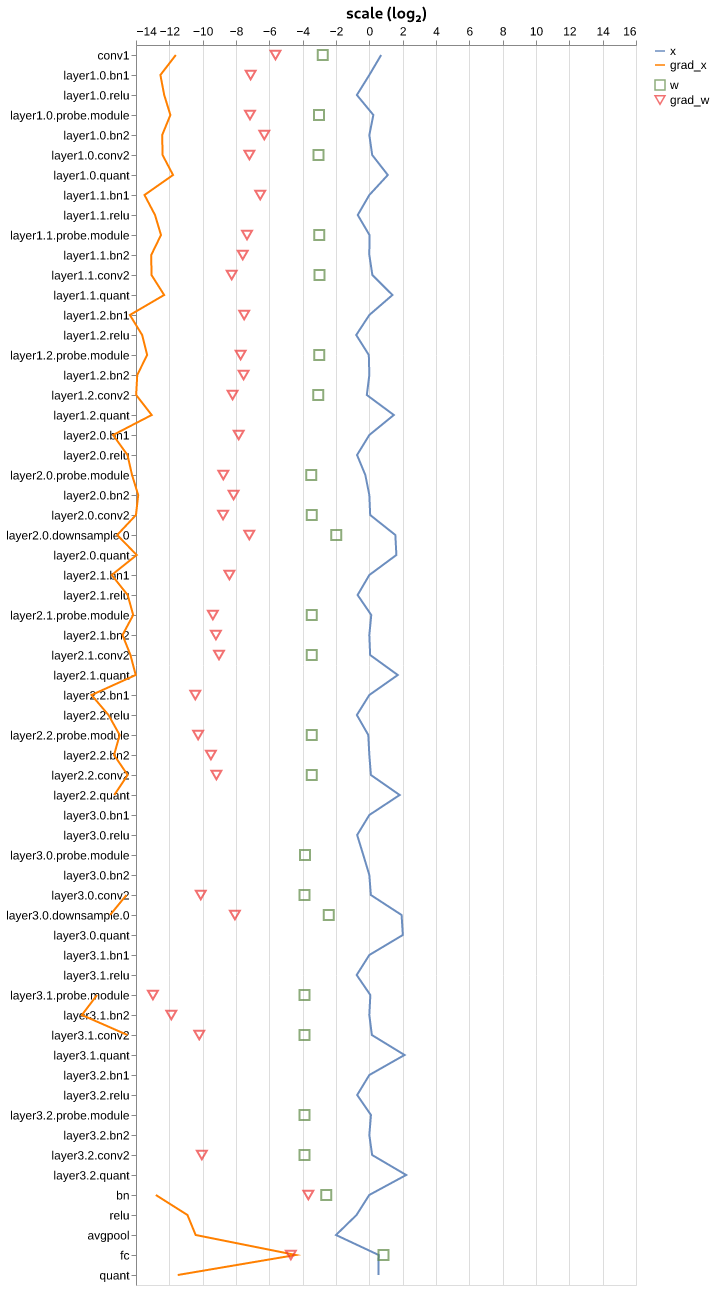 scale (log₂)
−14 −12 −10 −8 −6 −4 −2 0 2 4 6 8 10 12 14 16
x
grad_x
w
grad_w
conv1
layer1.0.bn1
layer1.0.relu
layer1.0.probe.module
layer1.0.bn2
layer1.0.conv2
layer1.0.quant
layer1.1.bn1
layer1.1.relu
layer1.1.probe.module
layer1.1.bn2
layer1.1.conv2
layer1.1.quant
layer1.2.bn1
layer1.2.relu
layer1.2.probe.module
layer1.2.bn2
layer1.2.conv2
layer1.2.quant
layer2.0.bn1
layer2.0.relu
layer2.0.probe.module
layer2.0.bn2
layer2.0.conv2
layer2.0.downsample.0
layer2.0.quant
layer2.1.bn1
layer2.1.relu
layer2.1.probe.module
layer2.1.bn2
layer2.1.conv2
layer2.1.quant
layer2.2.bn1
layer2.2.relu
layer2.2.probe.module
layer2.2.bn2
layer2.2.conv2
layer2.2.quant
layer3.0.bn1
layer3.0.relu
layer3.0.probe.module
layer3.0.bn2
layer3.0.conv2
layer3.0.downsample.0
layer3.0.quant
layer3.1.bn1
layer3.1.relu
layer3.1.probe.module
layer3.1.bn2
layer3.1.conv2
layer3.1.quant
layer3.2.bn1
layer3.2.relu
layer3.2.probe.module
layer3.2.bn2
layer3.2.conv2
layer3.2.quant
bn
relu
avgpool
fc
quant